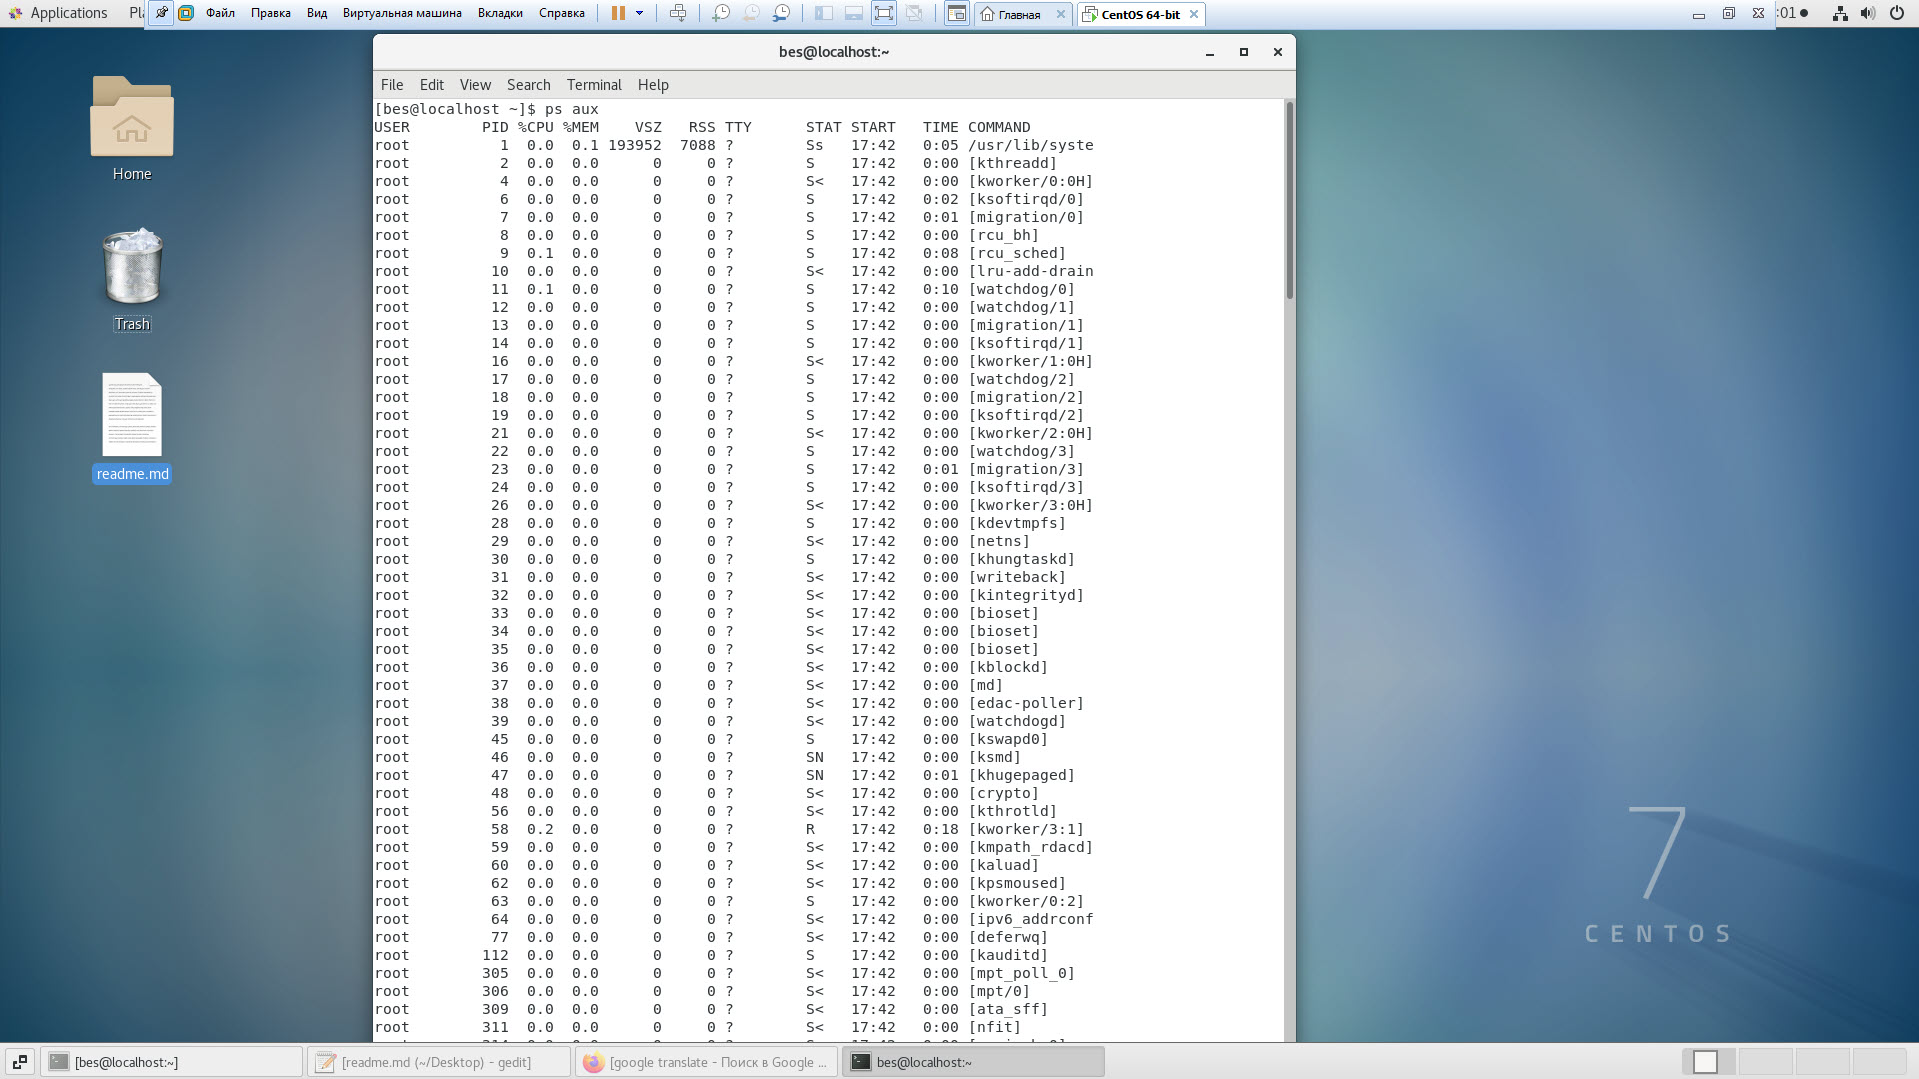 Applications Pl Файл Правка Вид Виртуальная машина Вкладки Справка Главная CentOS 64-bit :01
bes@localhost:~
File Edit View Search Terminal Help
Home
Trash
readme.md
[bes@localhost ~]$ ps aux
USER PID %CPU %MEM VSZ RSS TTY STAT START TIME COMMAND
root 1 0.0 0.1 193952 7088 ? Ss 17:42 0:05 /usr/lib/syste
root 2 0.0 0.0 0 0 ? S 17:42 0:00 [kthreadd]
root 4 0.0 0.0 0 0 ? S< 17:42 0:00 [kworker/0:0H]
root 6 0.0 0.0 0 0 ? S 17:42 0:02 [ksoftirqd/0]
root 7 0.0 0.0 0 0 ? S 17:42 0:01 [migration/0]
root 8 0.0 0.0 0 0 ? S 17:42 0:00 [rcu_bh]
root 9 0.1 0.0 0 0 ? S 17:42 0:08 [rcu_sched]
root 10 0.0 0.0 0 0 ? S< 17:42 0:00 [lru-add-drain
root 11 0.1 0.0 0 0 ? S 17:42 0:10 [watchdog/0]
root 12 0.0 0.0 0 0 ? S 17:42 0:00 [watchdog/1]
root 13 0.0 0.0 0 0 ? S 17:42 0:00 [migration/1]
root 14 0.0 0.0 0 0 ? S 17:42 0:00 [ksoftirqd/1]
root 16 0.0 0.0 0 0 ? S< 17:42 0:00 [kworker/1:0H]
root 17 0.0 0.0 0 0 ? S 17:42 0:00 [watchdog/2]
root 18 0.0 0.0 0 0 ? S 17:42 0:00 [migration/2]
root 19 0.0 0.0 0 0 ? S 17:42 0:00 [ksoftirqd/2]
root 21 0.0 0.0 0 0 ? S< 17:42 0:00 [kworker/2:0H]
root 22 0.0 0.0 0 0 ? S 17:42 0:00 [watchdog/3]
root 23 0.0 0.0 0 0 ? S 17:42 0:01 [migration/3]
root 24 0.0 0.0 0 0 ? S 17:42 0:00 [ksoftirqd/3]
root 26 0.0 0.0 0 0 ? S< 17:42 0:00 [kworker/3:0H]
root 28 0.0 0.0 0 0 ? S 17:42 0:00 [kdevtmpfs]
root 29 0.0 0.0 0 0 ? S< 17:42 0:00 [netns]
root 30 0.0 0.0 0 0 ? S 17:42 0:00 [khungtaskd]
root 31 0.0 0.0 0 0 ? S< 17:42 0:00 [writeback]
root 32 0.0 0.0 0 0 ? S< 17:42 0:00 [kintegrityd]
root 33 0.0 0.0 0 0 ? S< 17:42 0:00 [bioset]
root 34 0.0 0.0 0 0 ? S< 17:42 0:00 [bioset]
root 35 0.0 0.0 0 0 ? S< 17:42 0:00 [bioset]
root 36 0.0 0.0 0 0 ? S< 17:42 0:00 [kblockd]
root 37 0.0 0.0 0 0 ? S< 17:42 0:00 [md]
root 38 0.0 0.0 0 0 ? S< 17:42 0:00 [edac-poller]
root 39 0.0 0.0 0 0 ? S< 17:42 0:00 [watchdogd]
root 45 0.0 0.0 0 0 ? S 17:42 0:00 [kswapd0]
root 46 0.0 0.0 0 0 ? SN 17:42 0:00 [ksmd]
root 47 0.0 0.0 0 0 ? SN 17:42 0:01 [khugepaged]
root 48 0.0 0.0 0 0 ? S< 17:42 0:00 [crypto]
root 56 0.0 0.0 0 0 ? S< 17:42 0:00 [kthrotld]
root 58 0.2 0.0 0 0 ? R 17:42 0:18 [kworker/3:1]
root 59 0.0 0.0 0 0 ? S< 17:42 0:00 [kmpath_rdacd]
root 60 0.0 0.0 0 0 ? S< 17:42 0:00 [kaluad]
root 62 0.0 0.0 0 0 ? S< 17:42 0:00 [kpsmoused]
root 63 0.0 0.0 0 0 ? S 17:42 0:00 [kworker/0:2]
root 64 0.0 0.0 0 0 ? S< 17:42 0:00 [ipv6_addrconf
root 77 0.0 0.0 0 0 ? S< 17:42 0:00 [deferwq]
root 112 0.0 0.0 0 0 ? S 17:42 0:00 [kauditd]
root 305 0.0 0.0 0 0 ? S< 17:42 0:00 [mpt_poll_0]
root 306 0.0 0.0 0 0 ? S< 17:42 0:00 [mpt/0]
root 309 0.0 0.0 0 0 ? S< 17:42 0:00 [ata_sff]
root 311 0.0 0.0 0 0 ? S< 17:42 0:00 [nfit]
7
CENTOS
[bes@localhost:~] [readme.md (~/Desktop) - gedit] [google translate - Поиск в Google ... bes@localhost:~